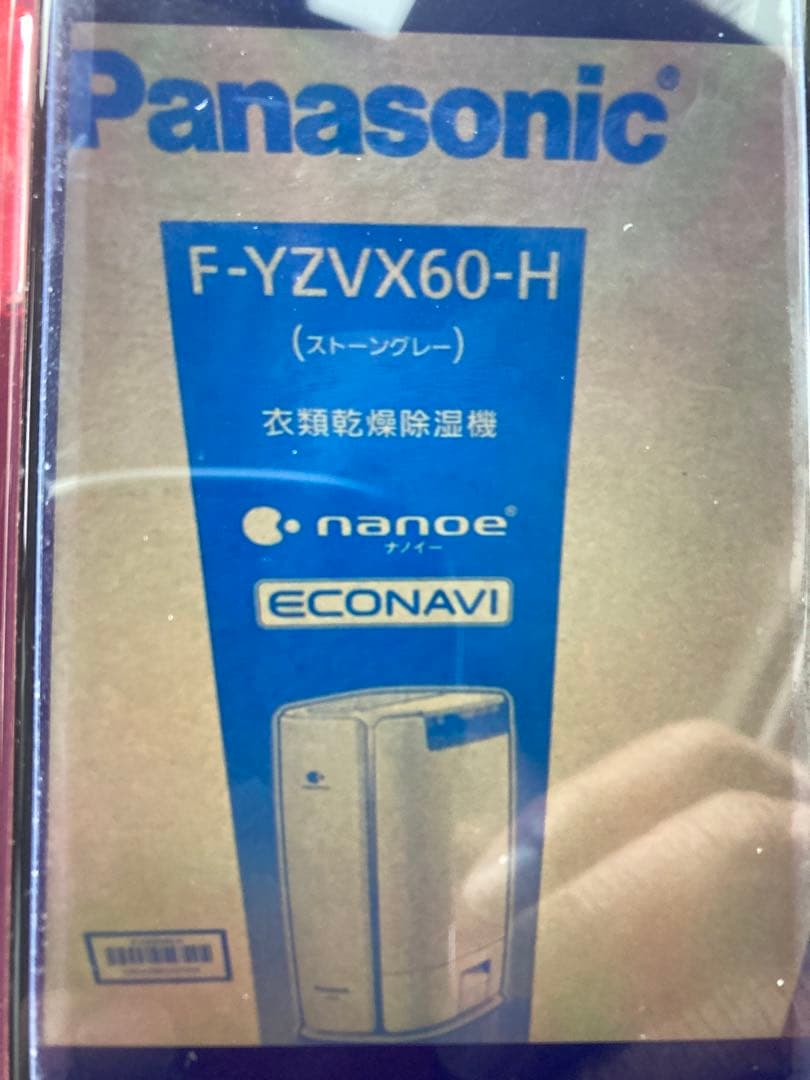 Panasonic®
F-YZVX60-H
(ストーングレー)
衣類乾燥除湿機
nanoe®
ナノイー
ECONAVI